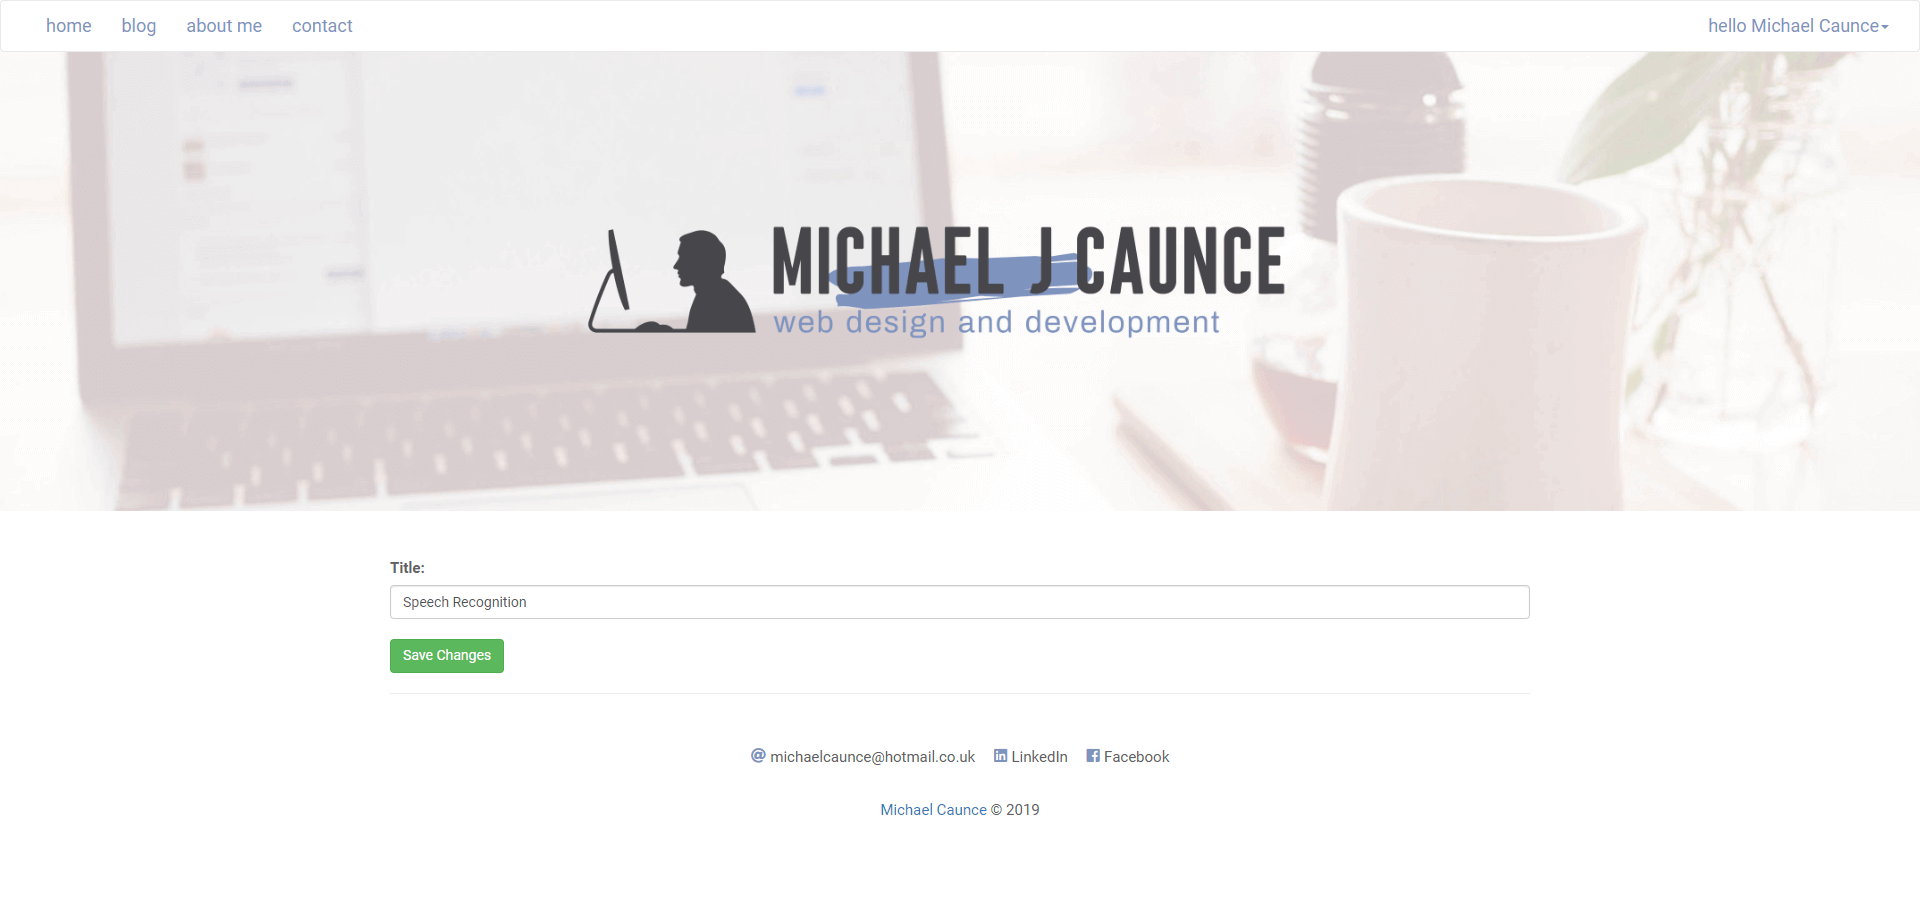 home blog about me contact hello Michael Caunce
MICHAEL J CAUNCE
web design and development
Title:
Speech Recognition
Save Changes
michaelcaunce@hotmail.co.uk LinkedIn Facebook
Michael Caunce © 2019